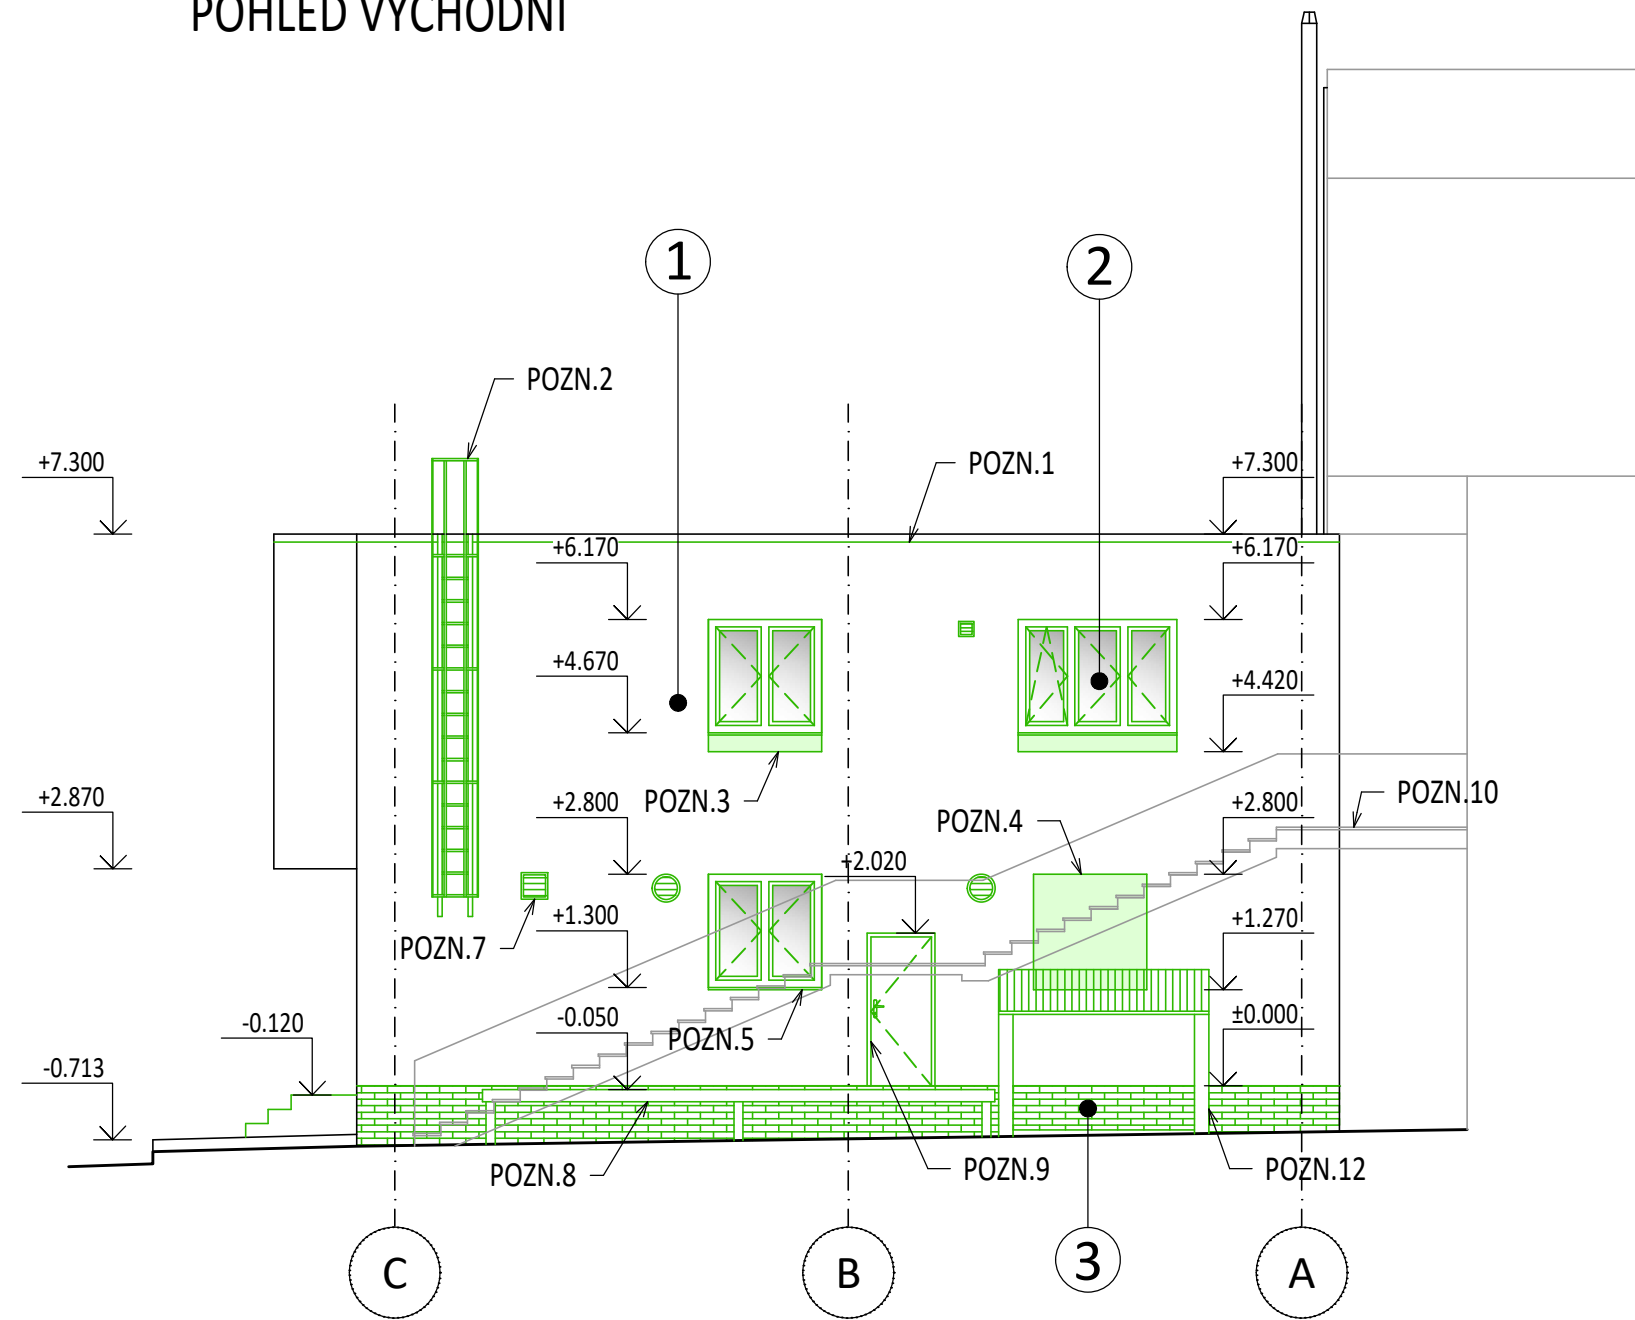 POHLED VÝCHODNÍ
1
2
POZN.2
+7.300
POZN.1
+7.300
+6.170
+6.170
+4.670
+4.420
+2.870
+2.800
POZN.3
POZN.4
+2.800
POZN.10
+2.020
POZN.7
+1.300
+1.270
-0.120
-0.050
POZN.5
±0.000
-0.713
POZN.8
POZN.9
POZN.12
C
B
3
A